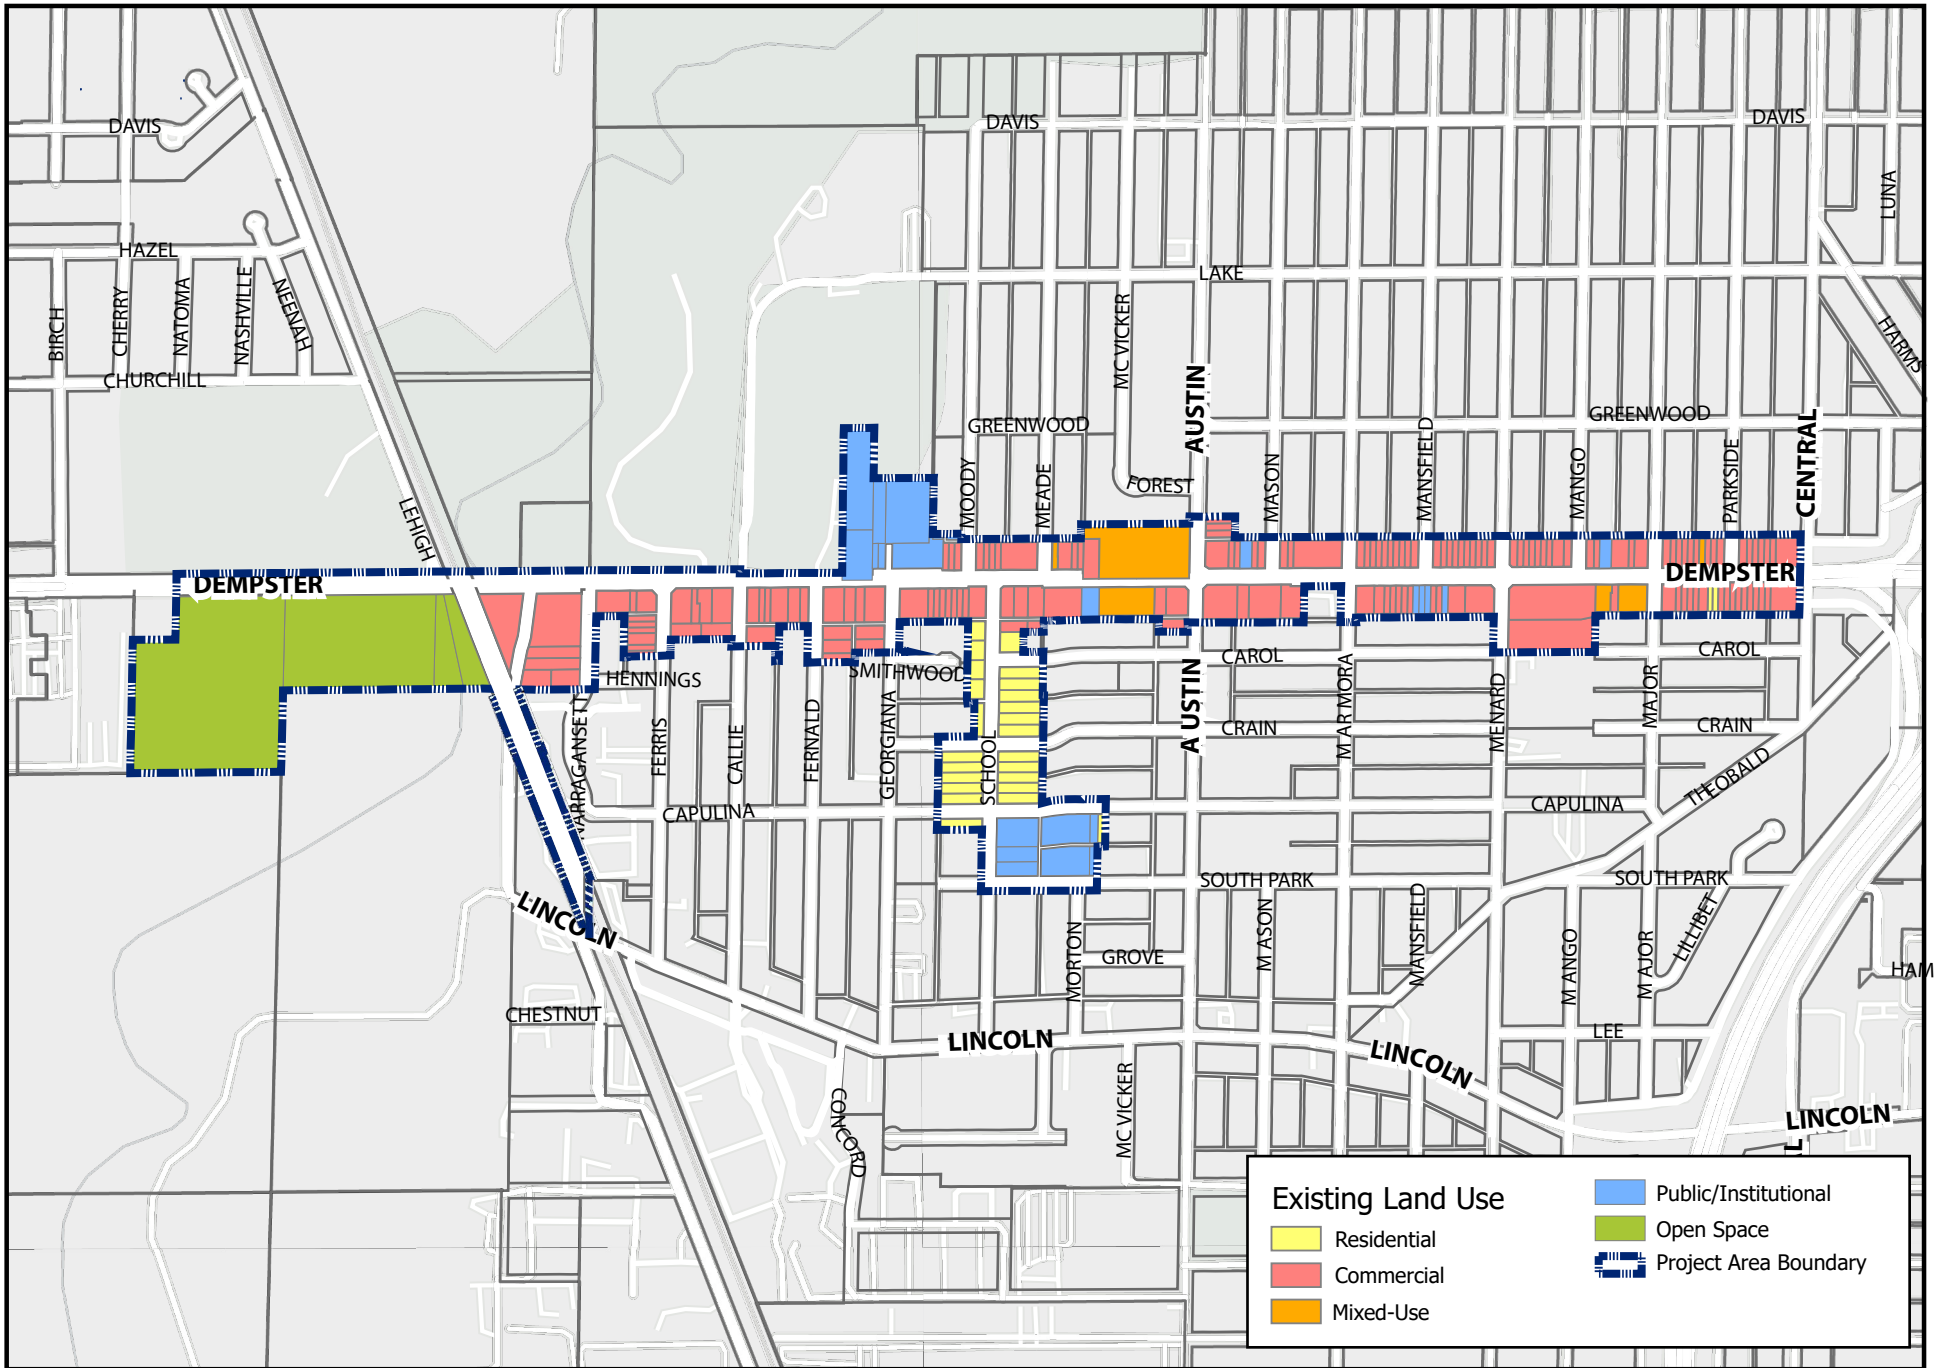 DAVIS
DAVIS
DAVIS
LUNA
HAZEL
LAKE
BIRCH
CHERRY
NATOMA
NASHVILLE
NEENAH
MC VICKER
HARMS
CHURCHILL
AUSTIN
GREENWOOD
GREENWOOD
CENTRAL
MOODY
MEADE
FOREST
MASON
MANSFIELD
MANGO
PARKSIDE
LEHIGH
DEMPSTER
DEMPSTER
HENNINGS
SMITHWOOD
CAROL
CAROL
NARRAGANSETT
FERRIS
CALLIE
FERNALD
GEORGIANA
SCHOOL
A USTIN
CRAIN
M AR MORA
MENARD
MAJOR
CRAIN
CAPULINA
CAPULINA
THEOBALD
SOUTH PARK
SOUTH PARK
LINCOLN
MORTON
GROVE
M ASON
MANSFIELD
M ANGO
M AJOR
LILLIBET
HAM
CHESTNUT
LINCOLN
LINCOLN
LEE
CONCORD
MC VICKER
LINCOLN
AL
Existing Land Use
Residential
Commercial
Mixed-Use
Public/Institutional
Open Space
Project Area Boundary